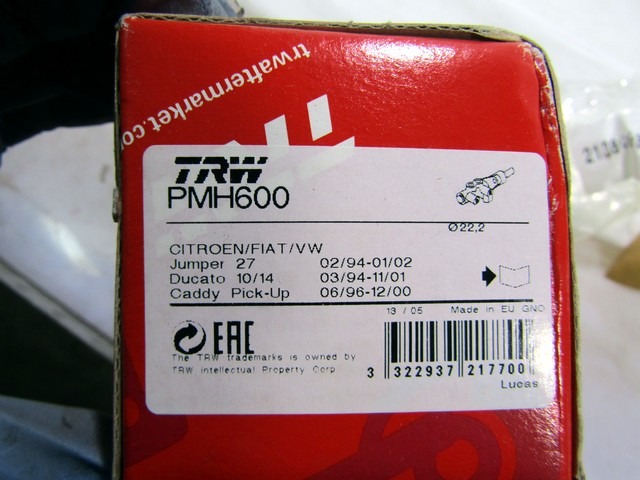 trwaftermarket.co
TRW
PMH600
Ø22,2
CITROEN/FIAT/VW
Jumper 27 02/94-01/02
Ducato 10/14 03/94-11/01
Caddy Pick-Up 06/96-12/00
13 / 05 Made in EU GNO
EAC
The TRW trademarks is owned by
TRW Intellectual Property Corp
3 322937 217700
Lucas